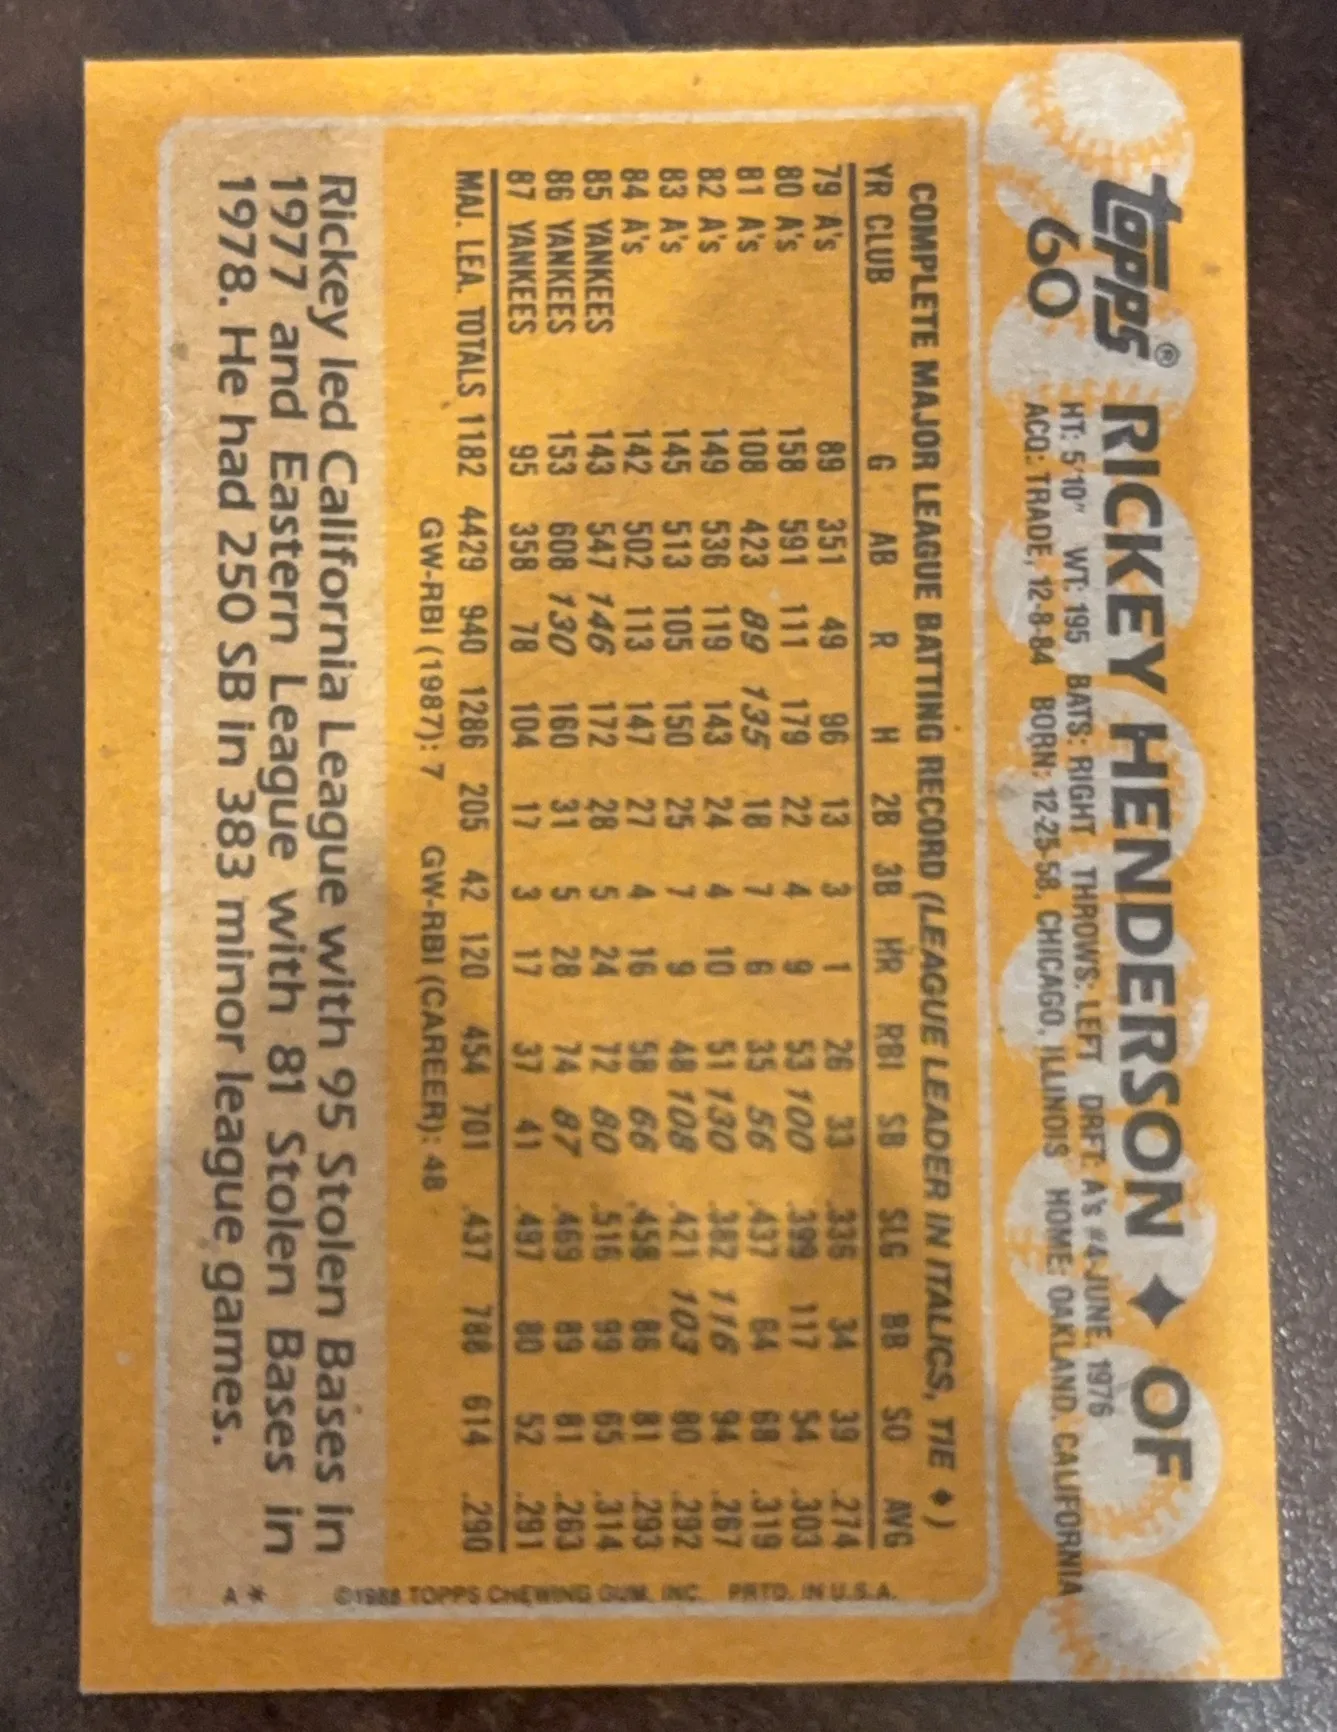 topps® RICKEY HENDERSON ♦ OF
60 HT: 5'10" WT: 195 BATS: RIGHT THROWS: LEFT DRFT: A's #4-JUNE, 1976
ACQ: TRADE, 12-8-84 BORN: 12-25-58, CHICAGO, ILLINOIS HOME: OAKLAND, CALIFORNIA
COMPLETE MAJOR LEAGUE BATTING RECORD (LEAGUE LEADER IN ITALICS, TIE ♦)
YR CLUB G AB R H 2B 3B HR RBI SB SLG BB SO AVG
79 A's 89 351 49 96 13 3 1 26 33 .336 34 39 .274
80 A's 158 591 111 179 22 4 9 53 100 .399 117 54 .303
81 A's 108 423 89 135 18 7 6 35 56 .437 64 68 .319
82 A's 149 536 119 143 24 4 10 51 130 .382 116 94 .267
83 A's 145 513 105 150 25 7 9 48 108 .421 103 80 .292
84 A's 142 502 113 147 27 4 16 58 66 .458 86 81 .293
85 YANKEES 143 547 146 172 28 5 24 72 80 .516 99 65 .314
86 YANKEES 153 608 130 160 31 5 28 74 87 .469 89 81 .263
87 YANKEES 95 358 78 104 17 3 17 37 41 .497 80 52 .291
MAJ. LEA. TOTALS 1182 4429 940 1286 205 42 120 454 701 .437 788 614 .290
GW-RBI (1987): 7 GW-RBI (CAREER): 48
Rickey led California League with 95 Stolen Bases in
1977 and Eastern League with 81 Stolen Bases in
1978. He had 250 SB in 383 minor league games.
©1988 TOPPS CHEWING GUM, INC. PRTD. IN U.S.A.
A*